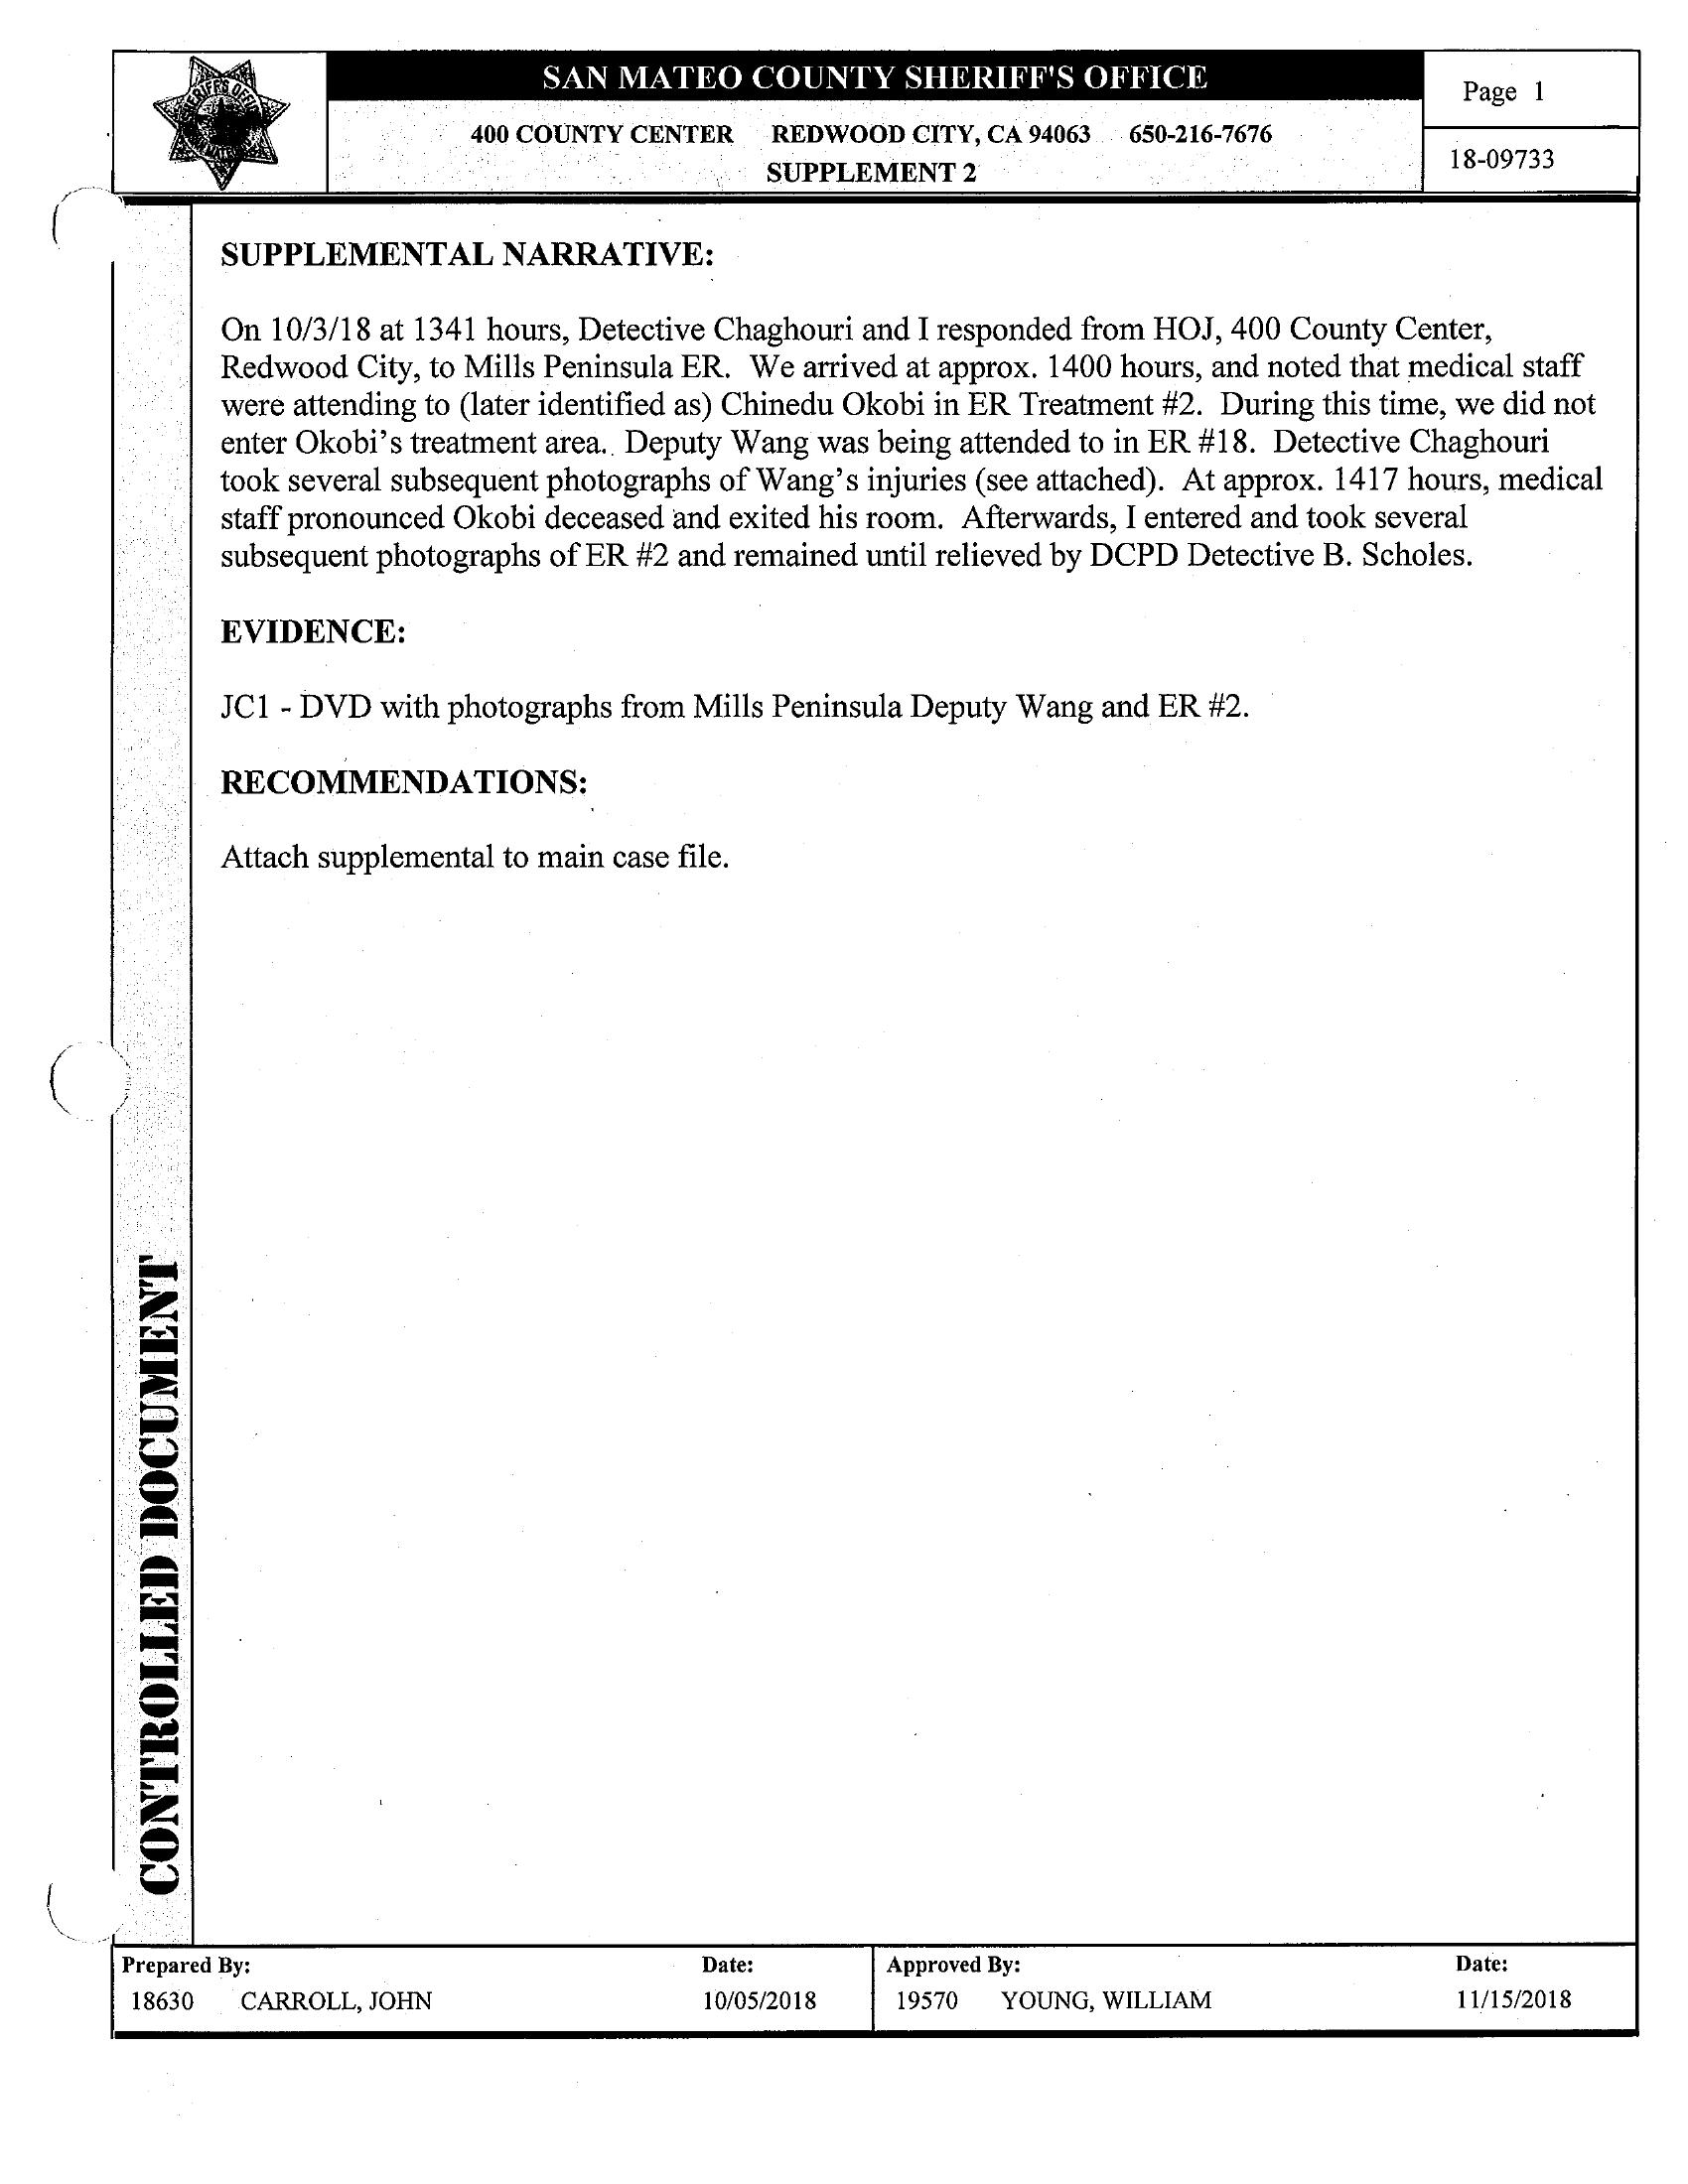 SHERIFF'S OFFICE
SAN MATEO COUNTY SHERIFF'S OFFICE
400 COUNTY CENTER REDWOOD CITY, CA 94063 650-216-7676
SUPPLEMENT 2
Page 1
18-09733
SUPPLEMENTAL NARRATIVE:
On 10/3/18 at 1341 hours, Detective Chaghouri and I responded from HOJ, 400 County Center,
Redwood City, to Mills Peninsula ER. We arrived at approx. 1400 hours, and noted that medical staff
were attending to (later identified as) Chinedu Okobi in ER Treatment #2. During this time, we did not
enter Okobi's treatment area. Deputy Wang was being attended to in ER #18. Detective Chaghouri
took several subsequent photographs of Wang's injuries (see attached). At approx. 1417 hours, medical
staff pronounced Okobi deceased and exited his room. Afterwards, I entered and took several
subsequent photographs of ER #2 and remained until relieved by DCPD Detective B. Scholes.
EVIDENCE:
JC1 - DVD with photographs from Mills Peninsula Deputy Wang and ER #2.
RECOMMENDATIONS:
Attach supplemental to main case file.
CONTROLLED DOCUMENT
Prepared By: Date: Approved By: Date:
18630 CARROLL, JOHN 10/05/2018 19570 YOUNG, WILLIAM 11/15/2018